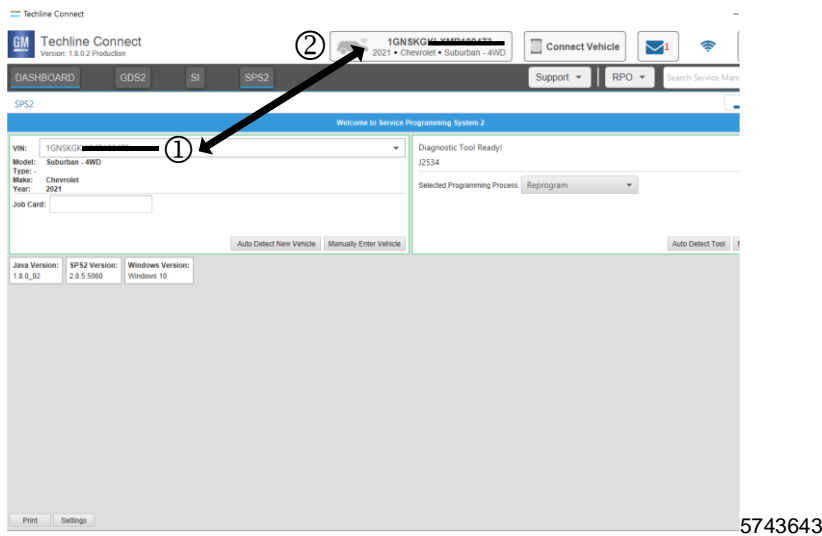 Techline Connect
GM
Techline Connect
Version: 1.8.0.2 Production
②
1GNSKGKLXMR100473
2021 • Chevrolet • Suburban - 4WD
Connect Vehicle
1
DASHBOARD GDS2 SI SPS2
Support RPO Search Service Manu
SPS2
Welcome to Service Programming System 2
VIN: 1GNSKGK
①
Model: Suburban - 4WD
Type: -
Make: Chevrolet
Year: 2021
Job Card:
Auto Detect New Vehicle Manually Enter Vehicle
Diagnostic Tool Ready!
J2534
Selected Programming Process Reprogram
Auto Detect Tool
Java Version: SPS2 Version: Windows Version:
1.8.0_92 2.8.5.5060 Windows 10
Print Settings
5743643